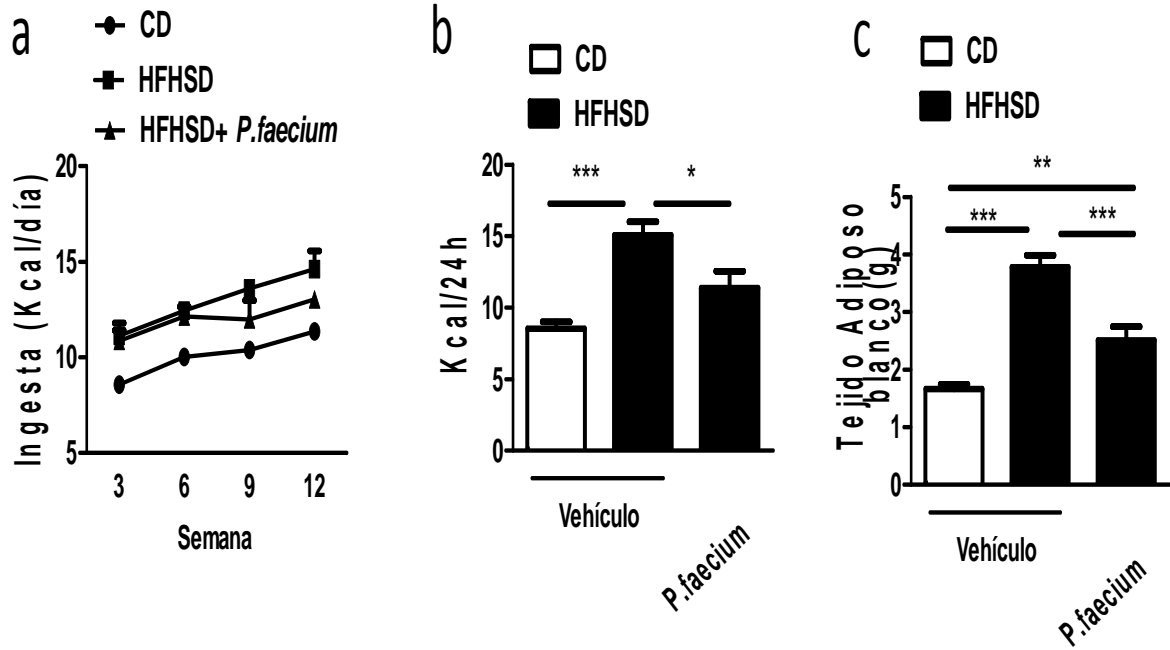 a
CD
HFHSD
HFHSD+ P.faecium
Ingesta (Kcal/día)
20
15
10
5
3 6 9 12
Semana
b
CD
HFHSD
Kcal/24h
20
15
10
5
0
*** *
Vehículo
P.faecium
c
CD
HFHSD
Tejido Adiposo
blanco (g)
5
4
3
2
1
0
**
*** ***
Vehículo
P.faecium